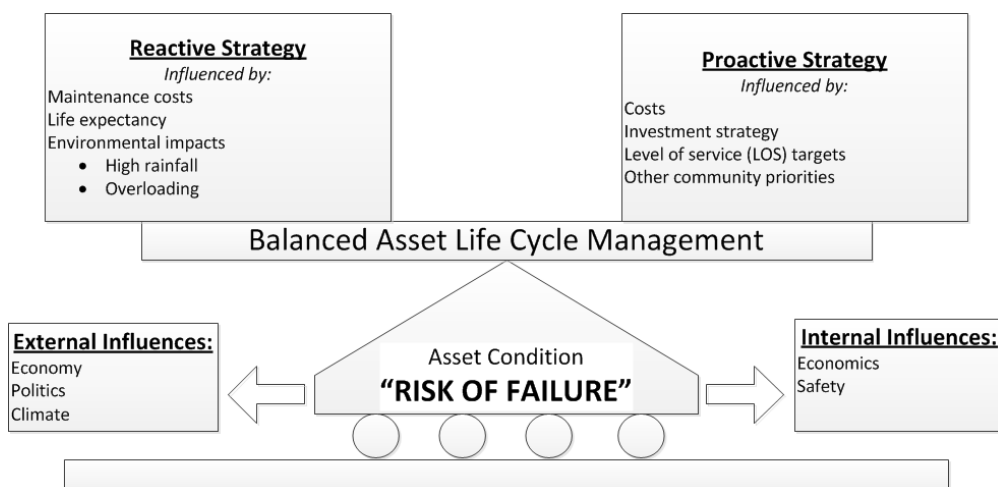 Reactive Strategy
Influenced by:
Maintenance costs
Life expectancy
Environmental impacts
• High rainfall
• Overloading
Proactive Strategy
Influenced by:
Costs
Investment strategy
Level of service (LOS) targets
Other community priorities
Balanced Asset Life Cycle Management
External Influences:
Economy
Politics
Climate
Asset Condition
“RISK OF FAILURE”
Internal Influences:
Economics
Safety